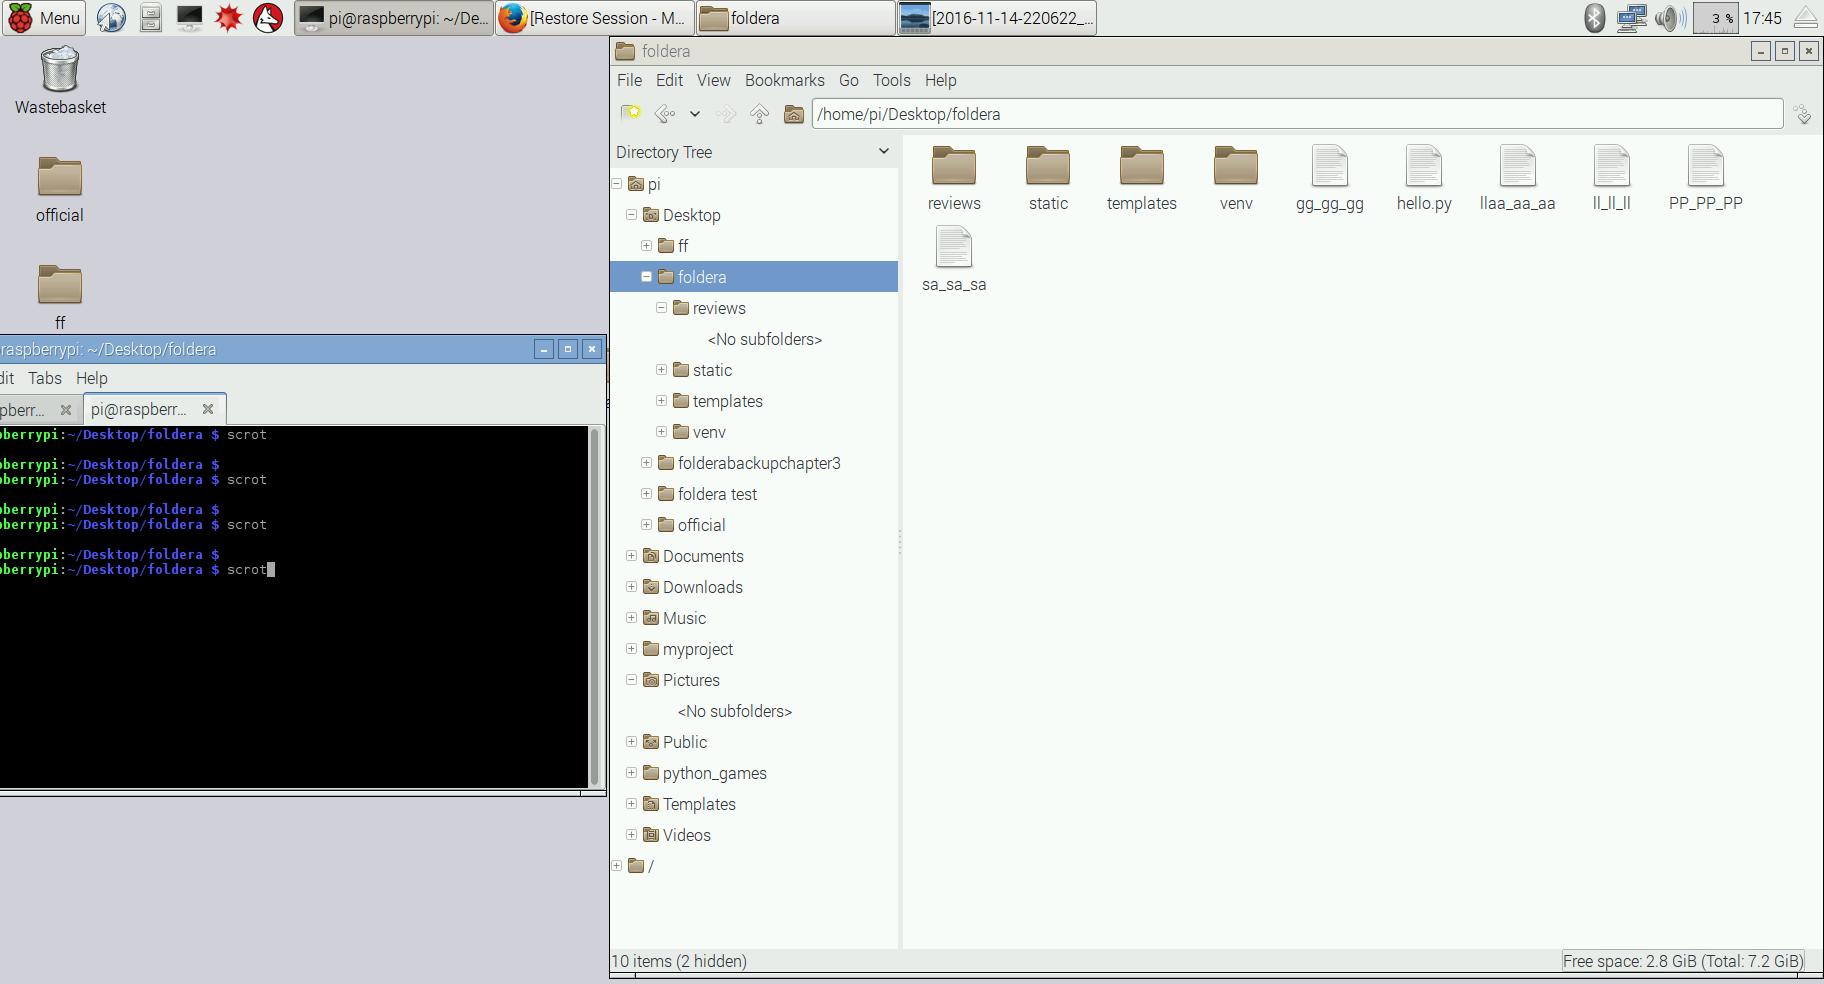 Menu
pi@raspberrypi: ~/De...
[Restore Session - M...
foldera
[2016-11-14-220622_...
3 %
17:45
Wastebasket
official
ff
raspberrypi: ~/Desktop/foldera
dit Tabs Help
pberr...
pi@raspberr...
berrypi:~/Desktop/foldera $ scrot
berrypi:~/Desktop/foldera $
berrypi:~/Desktop/foldera $ scrot
berrypi:~/Desktop/foldera $
berrypi:~/Desktop/foldera $ scrot
berrypi:~/Desktop/foldera $
berrypi:~/Desktop/foldera $ scrot
foldera
File Edit View Bookmarks Go Tools Help
/home/pi/Desktop/foldera
Directory Tree
pi
Desktop
ff
foldera
reviews
<No subfolders>
static
templates
venv
folderabackupchapter3
foldera test
official
Documents
Downloads
Music
myproject
Pictures
<No subfolders>
Public
python_games
Templates
Videos
/
reviews static templates venv gg_gg_gg hello.py llaa_aa_aa ll_ll_ll PP_PP_PP
sa_sa_sa
10 items (2 hidden)
Free space: 2.8 GiB (Total: 7.2 GiB)